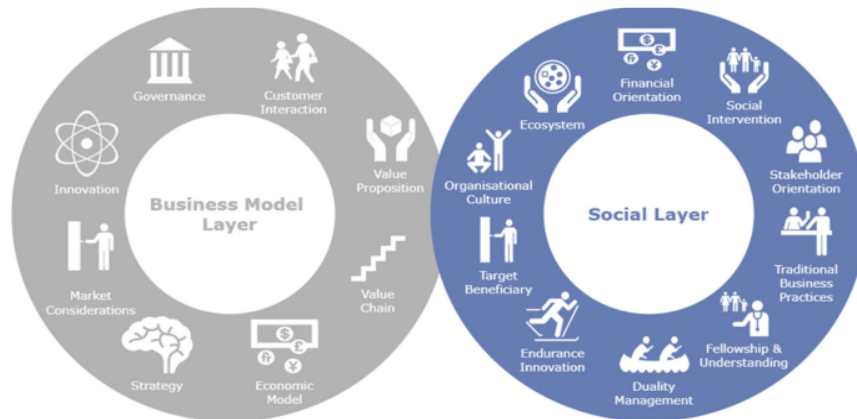 Business Model
Layer
Governance
Customer
Interaction
Value
Proposition
Value
Chain
Economic
Model
Strategy
Market
Considerations
Innovation
Social Layer
Financial
Orientation
Social
Intervention
Stakeholder
Orientation
Traditional
Business
Practices
Fellowship &
Understanding
Duality
Management
Endurance
Innovation
Target
Beneficiary
Organisational
Culture
Ecosystem
$
£
¥
$
£
¥